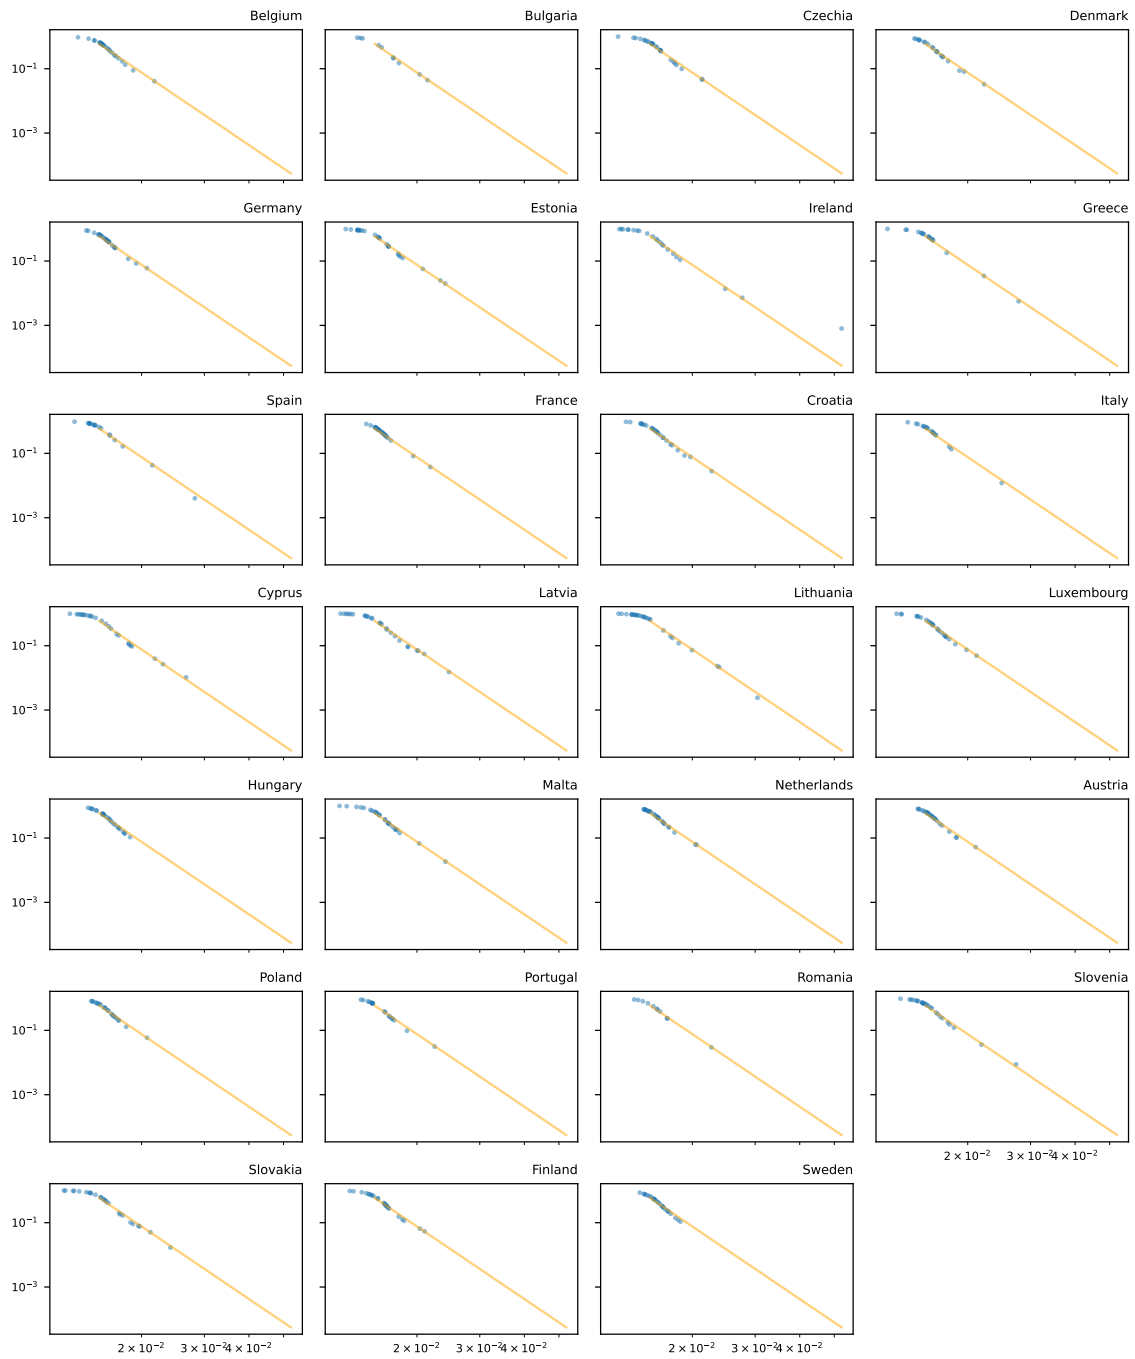 Belgium Bulgaria Czechia Denmark
10⁻¹
10⁻³
Germany Estonia Ireland Greece
10⁻¹
10⁻³
Spain France Croatia Italy
10⁻¹
10⁻³
Cyprus Latvia Lithuania Luxembourg
10⁻¹
10⁻³
Hungary Malta Netherlands Austria
10⁻¹
10⁻³
Poland Portugal Romania Slovenia
10⁻¹
10⁻³
2 × 10⁻² 3 × 10⁻² 4 × 10⁻²
Slovakia Finland Sweden
10⁻¹
10⁻³
2 × 10⁻² 3 × 10⁻² 4 × 10⁻² 2 × 10⁻² 3 × 10⁻² 4 × 10⁻² 2 × 10⁻² 3 × 10⁻² 4 × 10⁻²